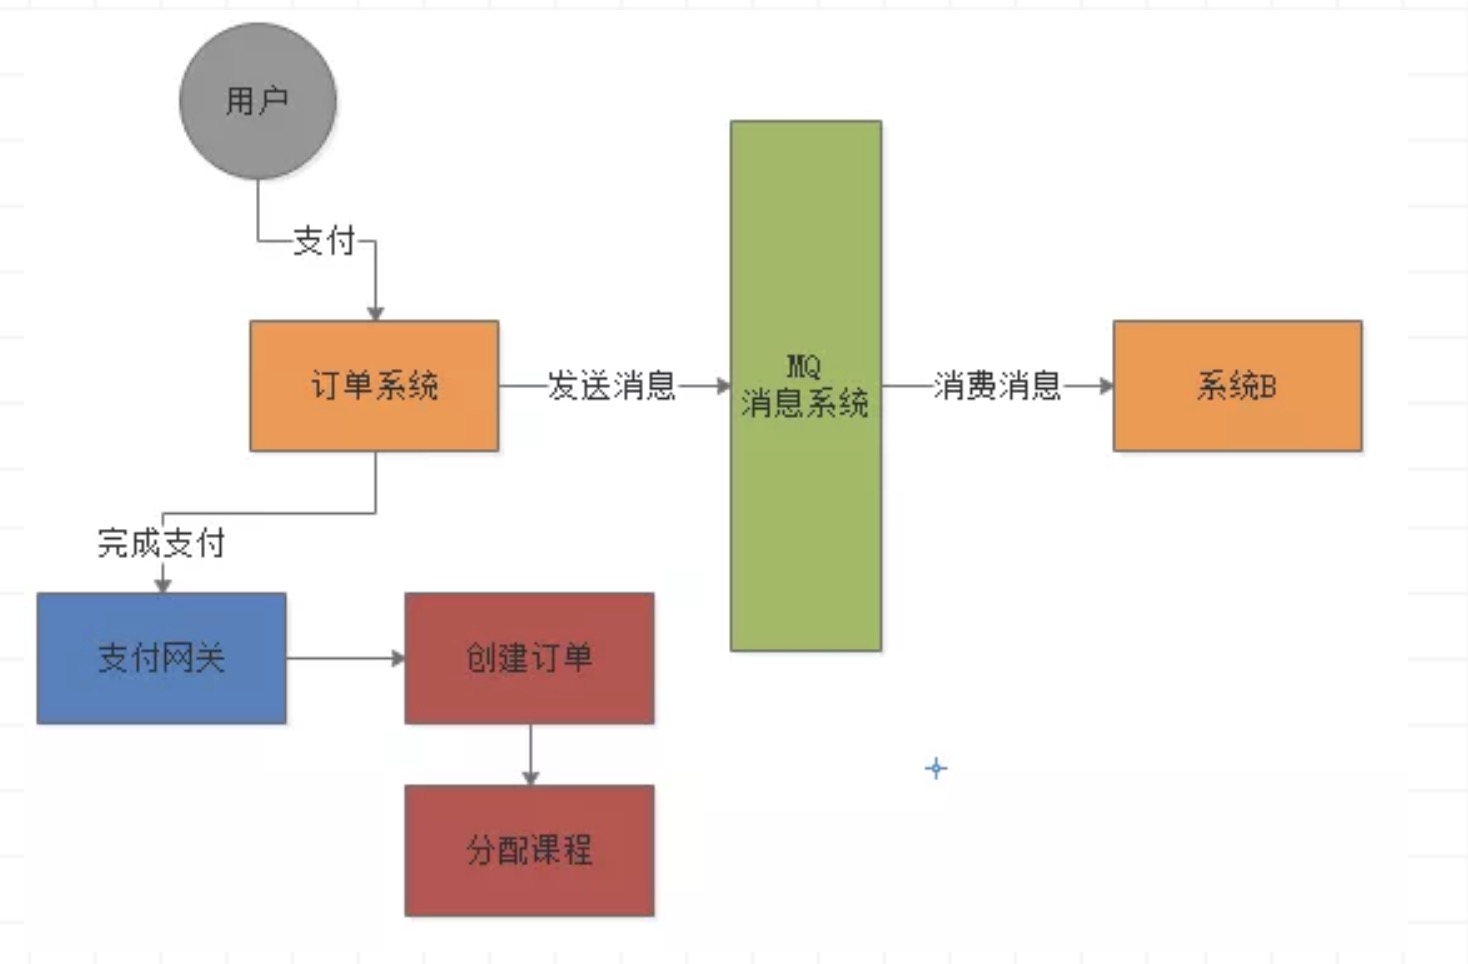 用户
支付
订单系统
发送消息
MQ
消息系统
消费消息
系统B
完成支付
支付网关
创建订单
分配课程